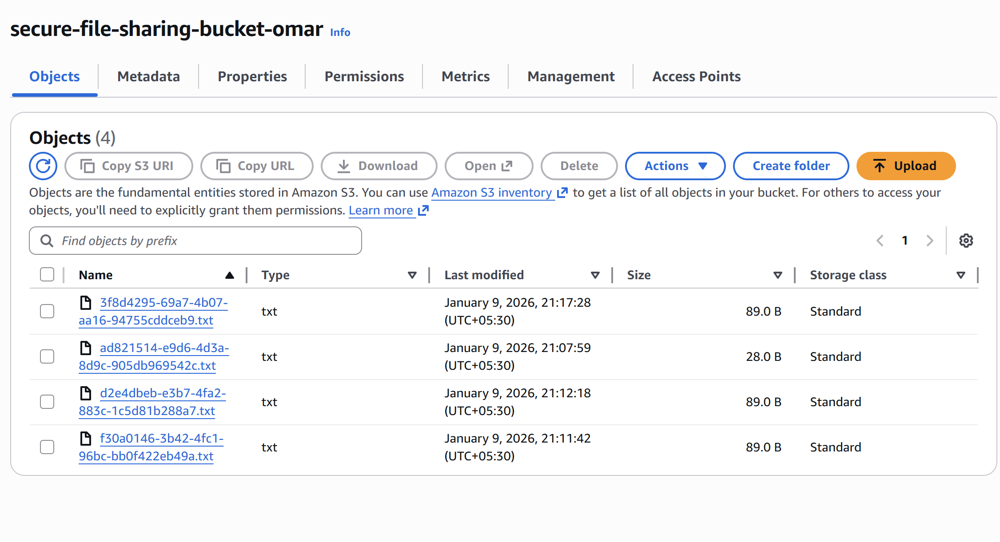 secure-file-sharing-bucket-omar Info
Objects Metadata Properties Permissions Metrics Management Access Points
Objects (4)
Copy S3 URI Copy URL Download Open Delete Actions Create folder Upload
Objects are the fundamental entities stored in Amazon S3. You can use Amazon S3 inventory to get a list of all objects in your bucket. For others to access your
objects, you'll need to explicitly grant them permissions. Learn more
Find objects by prefix 1
Name Type Last modified Size Storage class
3f8d4295-69a7-4b07-
aa16-94755cddceb9.txt
txt
January 9, 2026, 21:17:28
(UTC+05:30)
89.0 B
Standard
ad821514-e9d6-4d3a-
8d9c-905db969542c.txt
txt
January 9, 2026, 21:07:59
(UTC+05:30)
28.0 B
Standard
d2e4dbeb-e3b7-4fa2-
883c-1c5d81b288a7.txt
txt
January 9, 2026, 21:12:18
(UTC+05:30)
89.0 B
Standard
f30a0146-3b42-4fc1-
96bc-bb0f422eb49a.txt
txt
January 9, 2026, 21:11:42
(UTC+05:30)
89.0 B
Standard